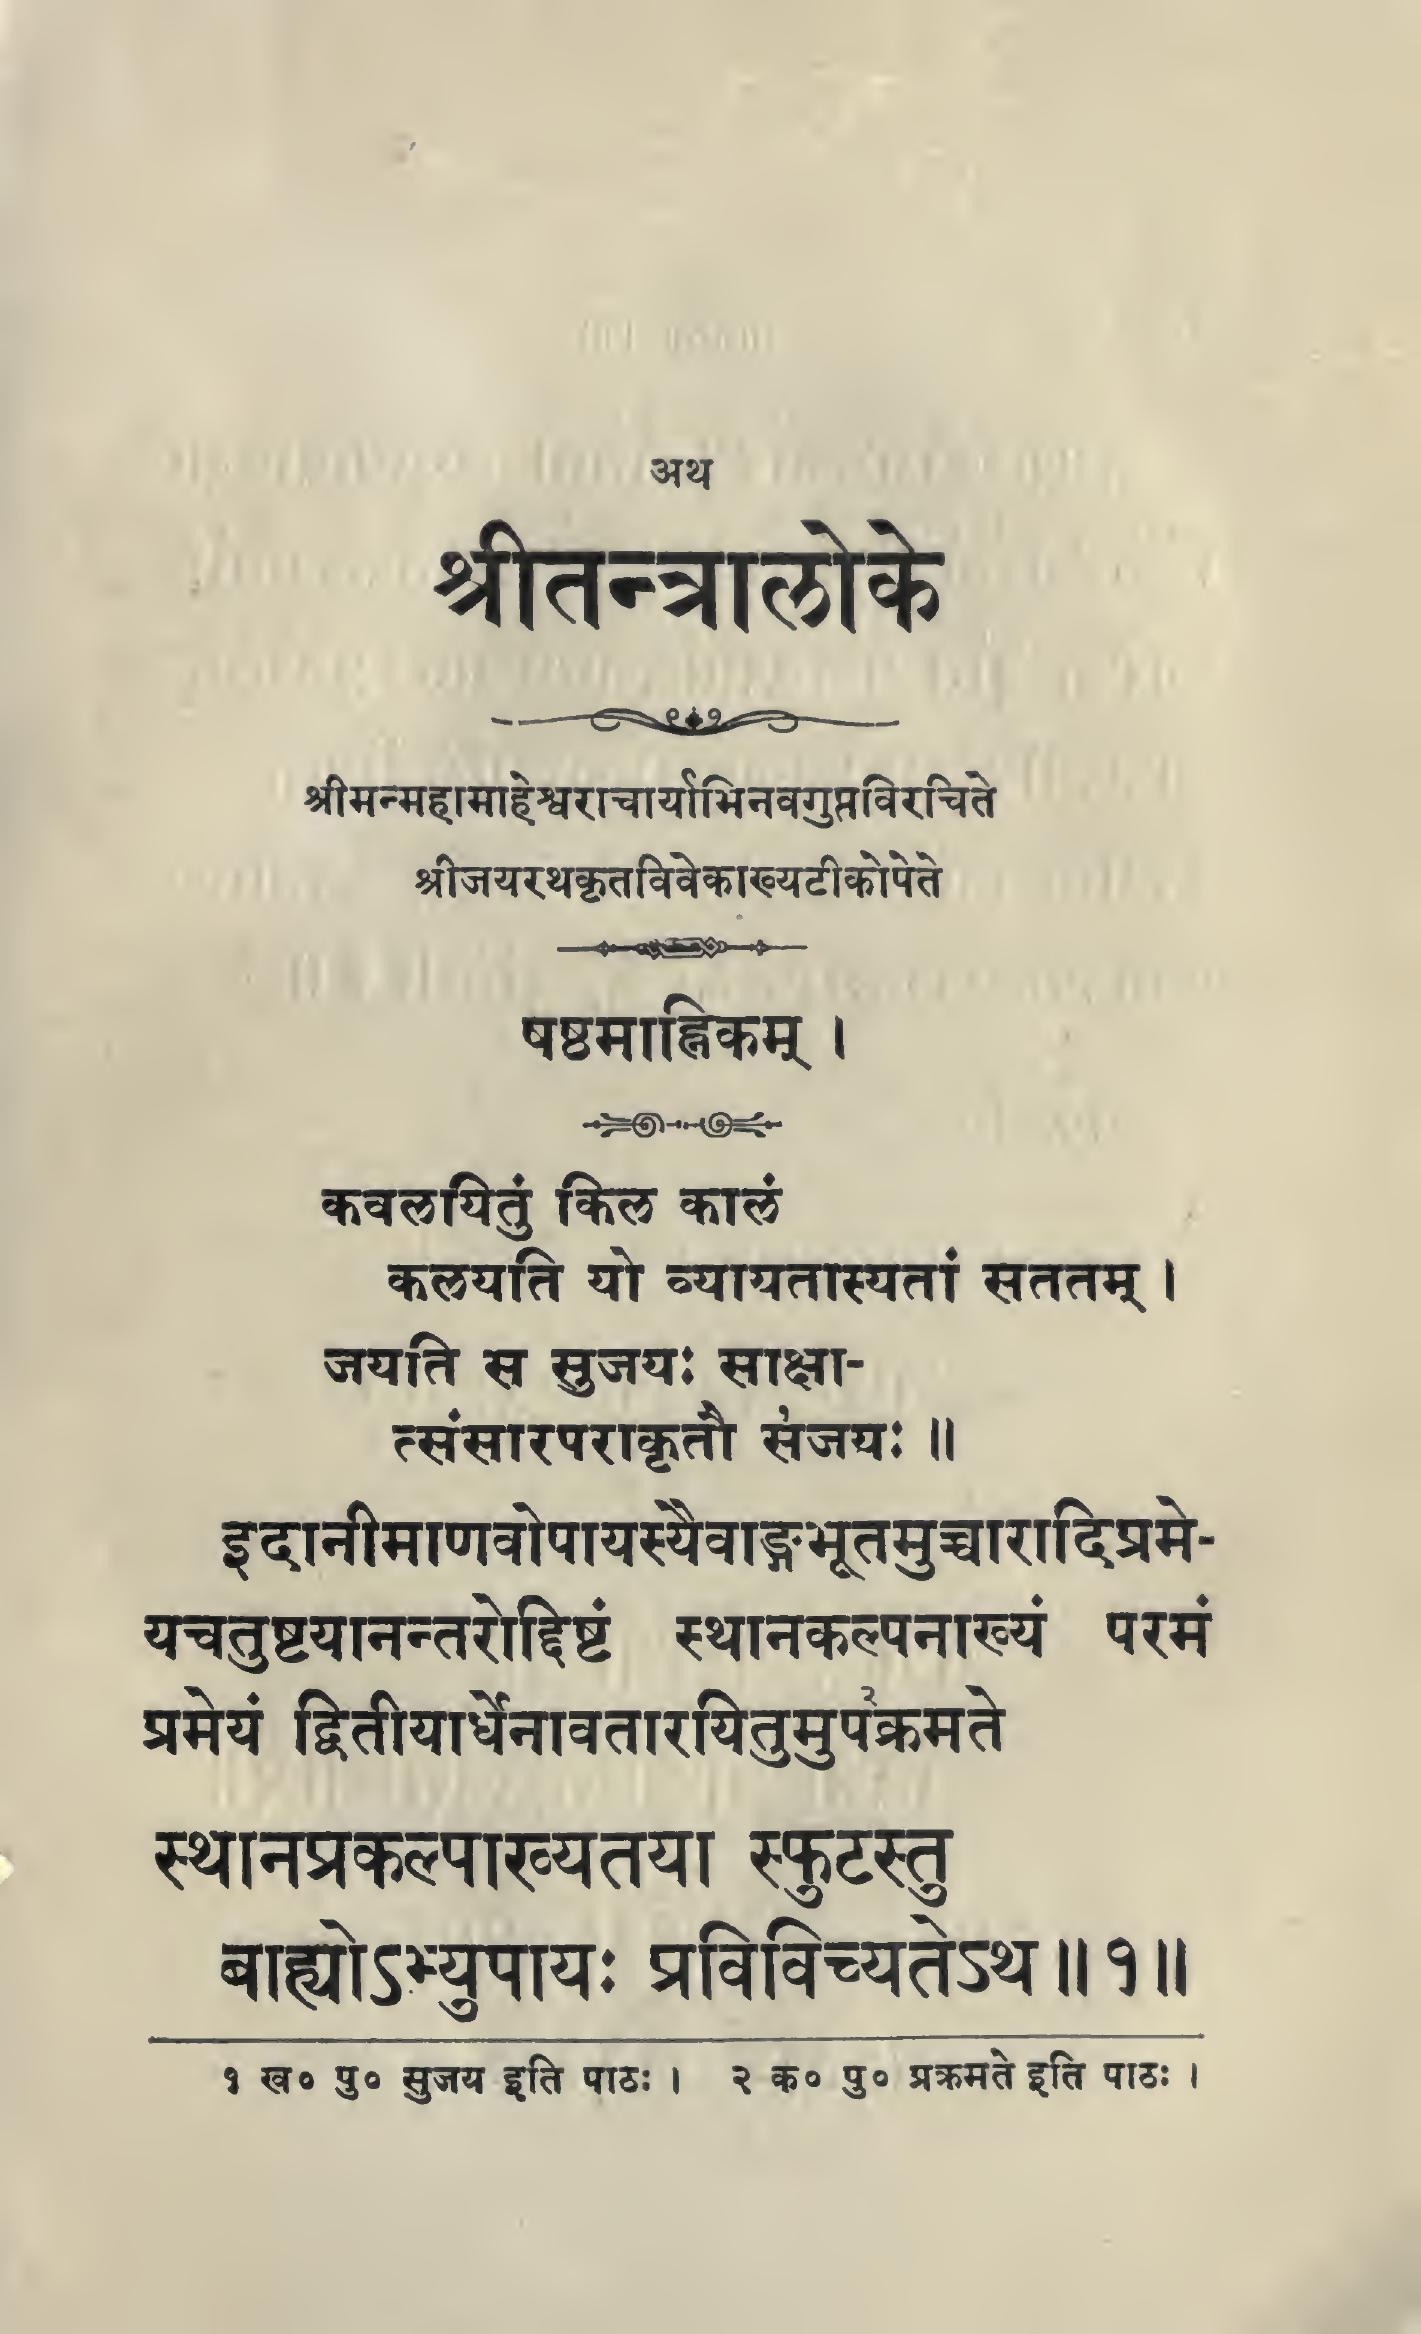 अथ
श्रीतन्त्रालोके
श्रीमन्महामाहेश्वराचार्याभिनवगुप्तविरचिते
श्रीजयरथकृतविवेकाख्यटीकोपेते
षष्ठमाह्निकम् ।
कवलयितुं किल कालं
कलयति यो व्यायतास्यतां सततम् ।
जयति स सुजयः साक्षा-
त्संसारपराकृतौ संजयः ॥
इदानीमाणवोपायस्यैवाङ्गभूतमुच्चारादिप्रमे-
यचतुष्टयानन्तरोद्दिष्टं स्थानकल्पनाख्यं परमं
प्रमेयं द्वितीयार्धेनावतारयितुमुपक्रमते
स्थानप्रकल्पाख्यतया स्फुटस्तु
बाह्योऽभ्युपायः प्रविविच्यतेऽथ ॥ १ ॥
१ ख० पु० सुजय इति पाठः । २ क० पु० प्रक्रमते इति पाठः ।